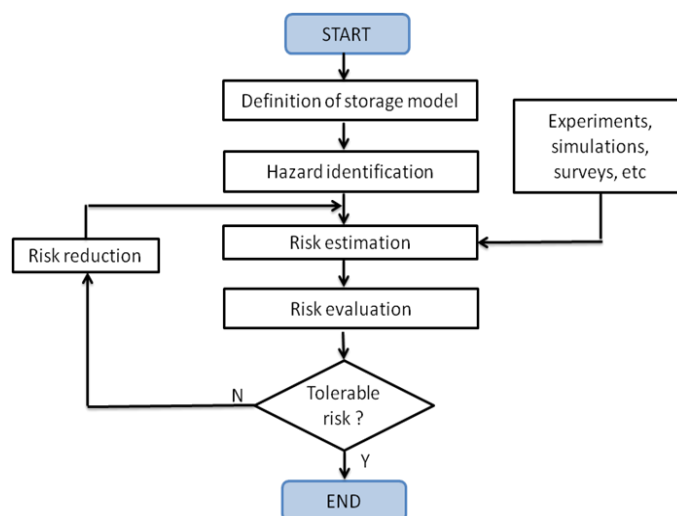 START
Definition of storage model
Hazard identification
Experiments,
simulations,
surveys, etc
Risk reduction
Risk estimation
Risk evaluation
N
Tolerable
risk ?
Y
END